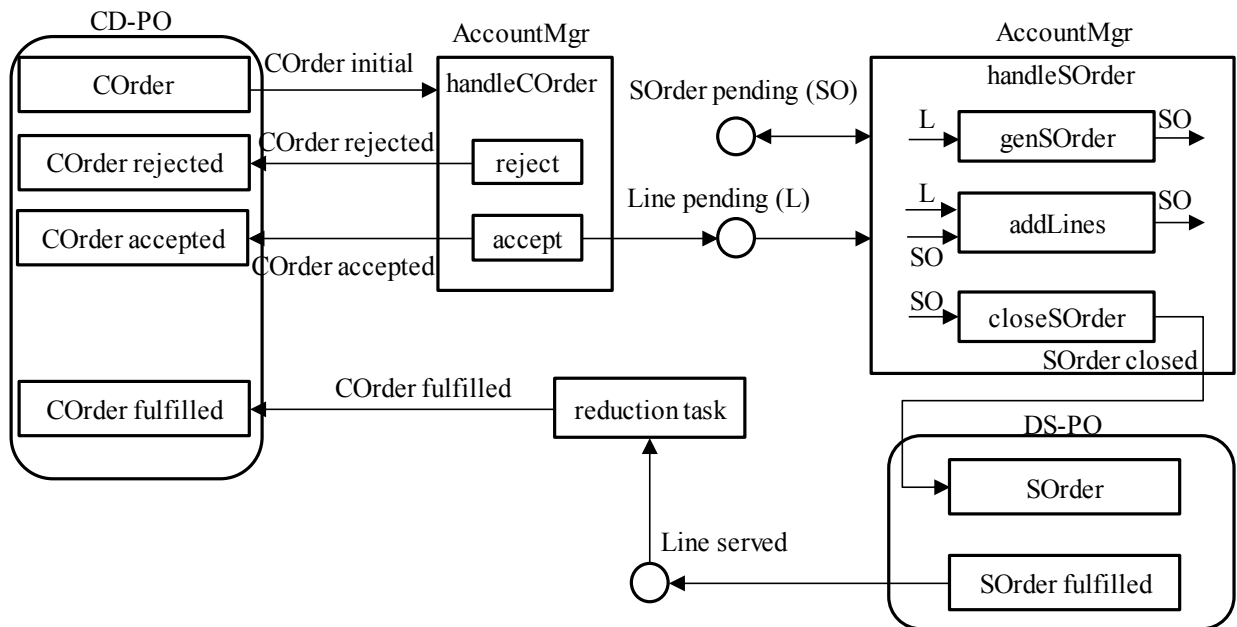 CD-PO
AccountMgr
AccountMgr
COrder
COrder initial
handleCOrder
SOrder pending (SO)
handleSOrder
L
genSOrder
SO
COrder rejected
COrder rejected
reject
Line pending (L)
L
SO
addLines
SO
COrder accepted
accept
COrder accepted
SO
closeSOrder
SOrder closed
COrder fulfilled
COrder fulfilled
reduction task
DS-PO
SOrder
Line served
SOrder fulfilled